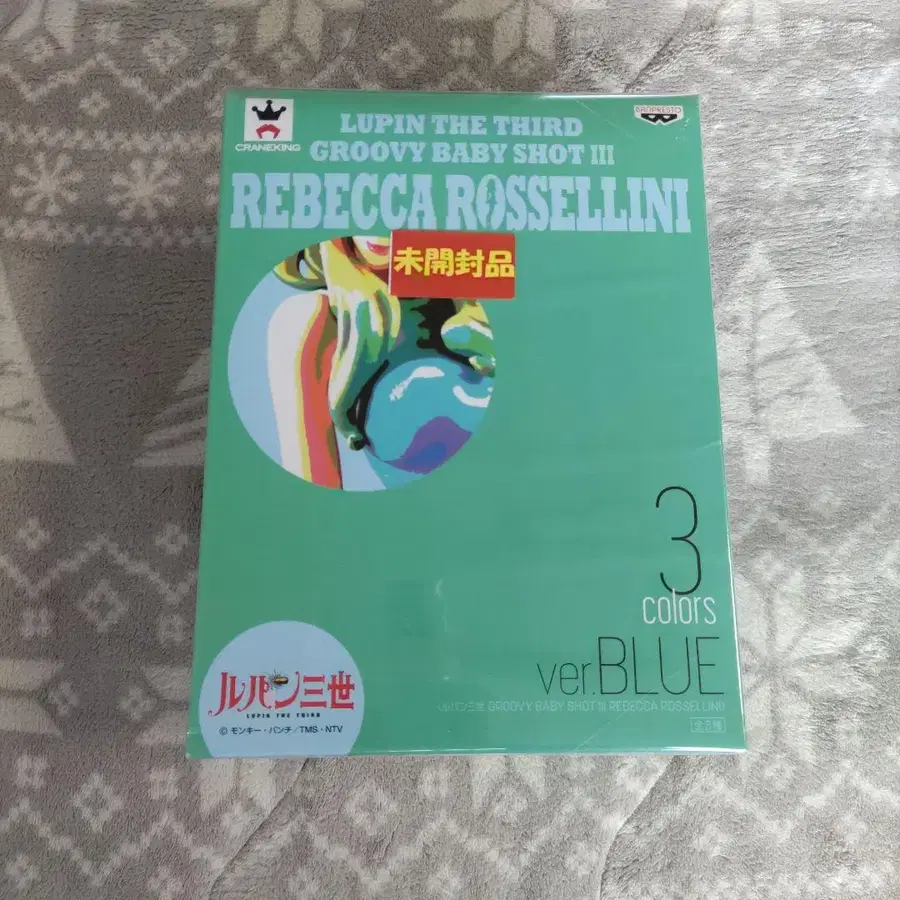 CRANEKING
BANPRESTO
LUPIN THE THIRD
GROOVY BABY SHOT III
REBECCA ROSSELLINI
未開封品
3
colors
ver.BLUE
ルパン三世 GROOVY BABY SHOT III REBECCA ROSSELLINI
ルパン三世
LUPIN THE THIRD
© モンキー・パンチ/TMS・NTV